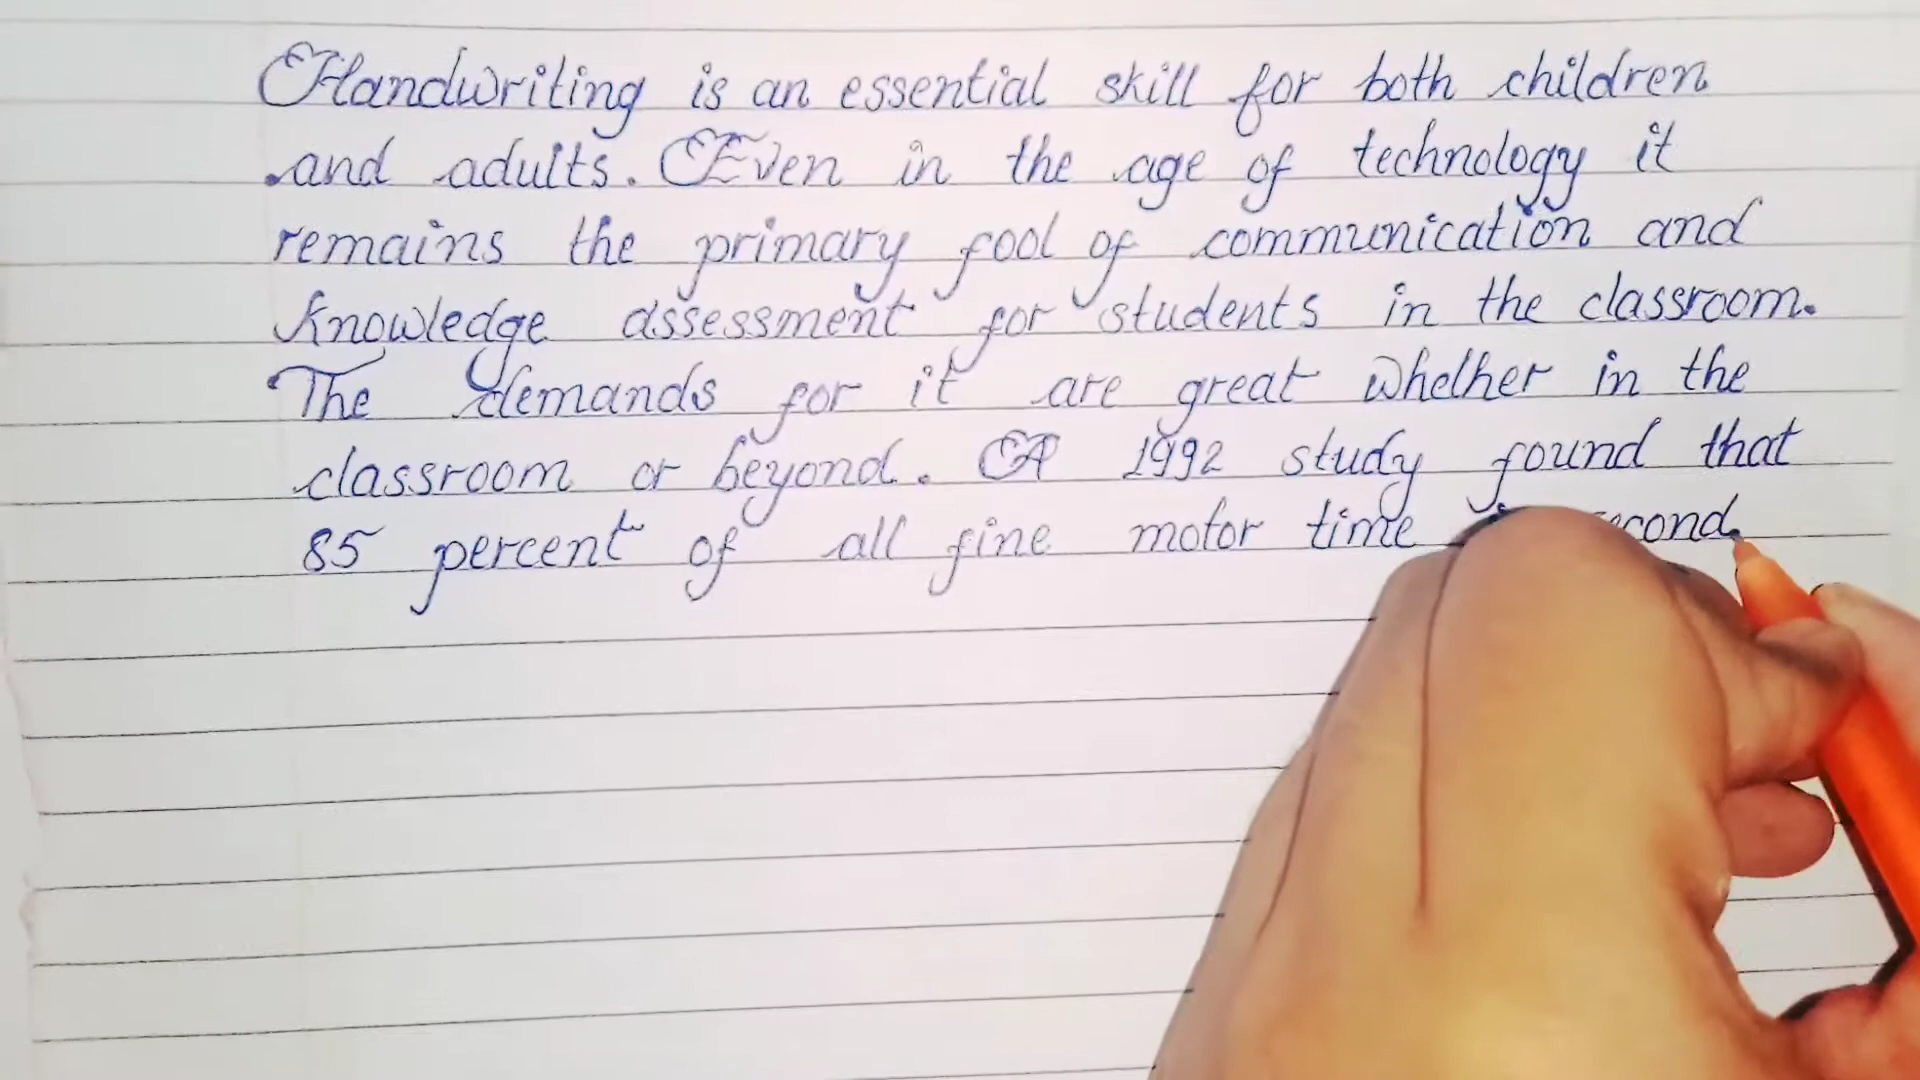 Handwriting is an essential skill for both children
and adults. Even in the age of technology it
remains the primary fool of communication and
knowledge assessment for students in the classroom.
The demands for it are great whether in the
classroom or beyond. A 1992 study found that
85 percent of all fine motor time